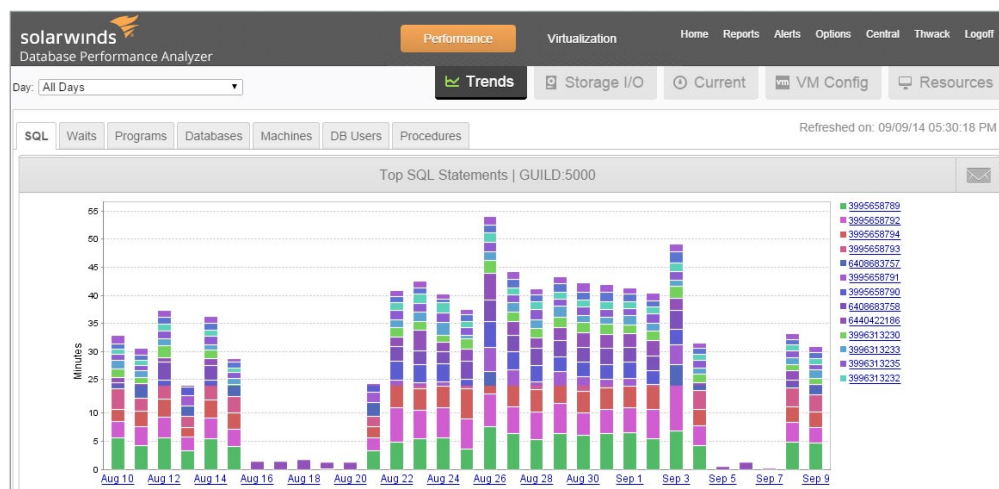 solarwinds
Database Performance Analyzer
Performance
Virtualization
Home Reports Alerts Options Central Thwack Logoff
Day: All Days
Trends
Storage I/O
Current
vm VM Config
Resources
SQL Waits Programs Databases Machines DB Users Procedures
Refreshed on: 09/09/14 05:30:18 PM
Top SQL Statements | GUILD:5000
Minutes
55
50
45
40
35
30
25
10
5
0
Aug 10 Aug 12 Aug 14 Aug 16 Aug 18 Aug 20 Aug 22 Aug 24 Aug 26 Aug 28 Aug 30 Sep 1 Sep 3 Sep 5 Sep 7 Sep 9
3995658789
3995658792
3995658794
3995658793
6408683757
3995658791
3995658790
6408683758
6440422186
3996313230
3996313233
3996313235
3996313232